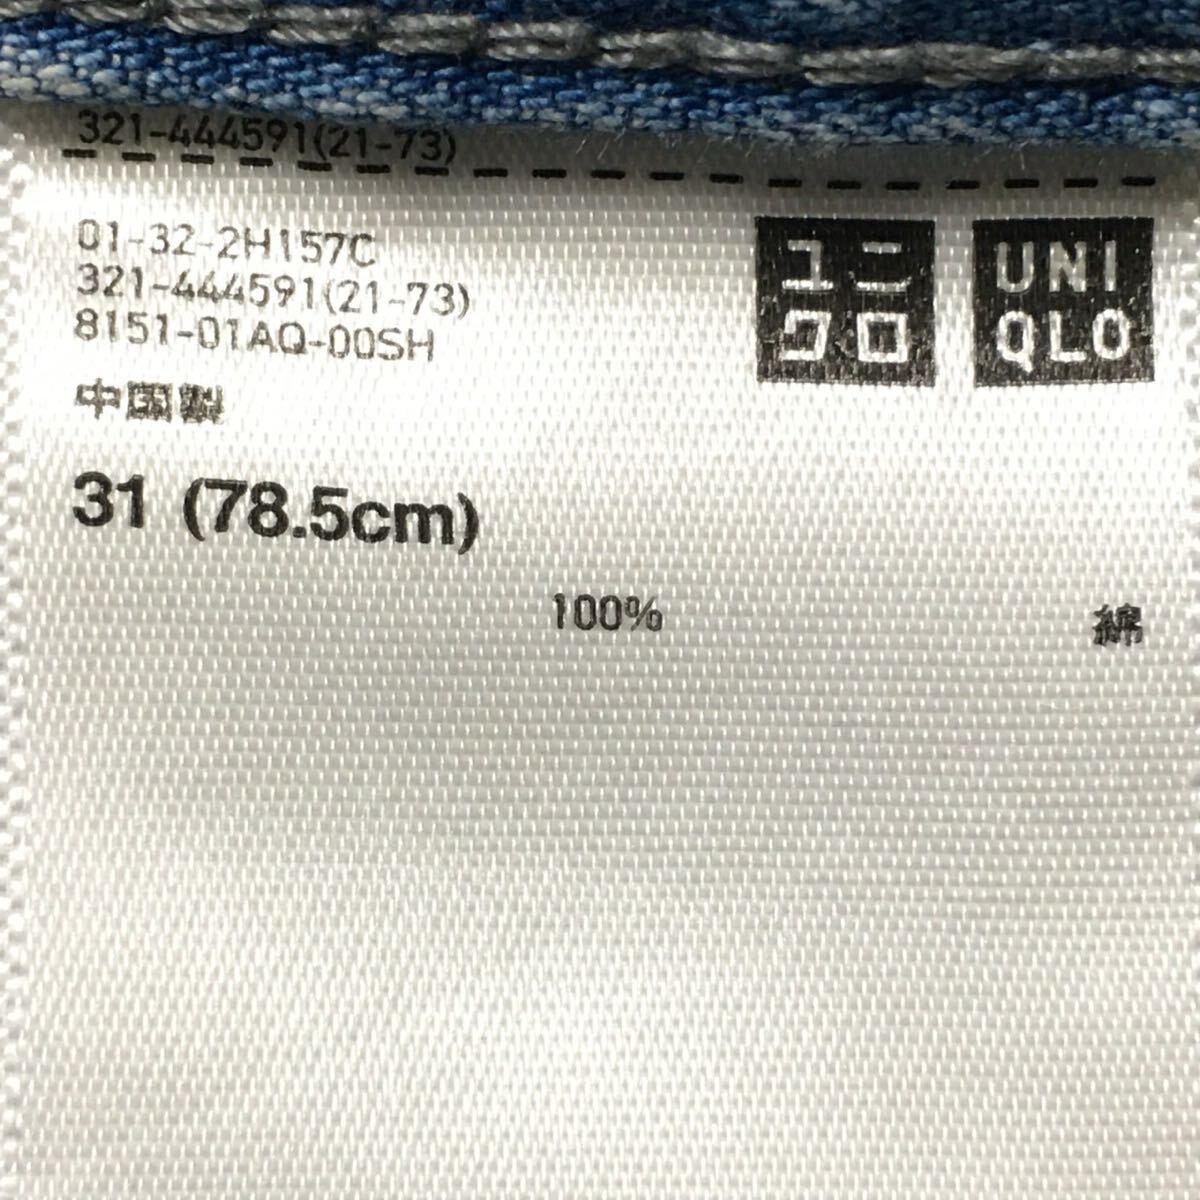 321-444591(21-73)
01-32-2H157C
321-444591(21-73)
8151-01AQ-00SH
中国製
ユニ
クロ
UNI
QLO
31 (78.5cm)
100% 綿